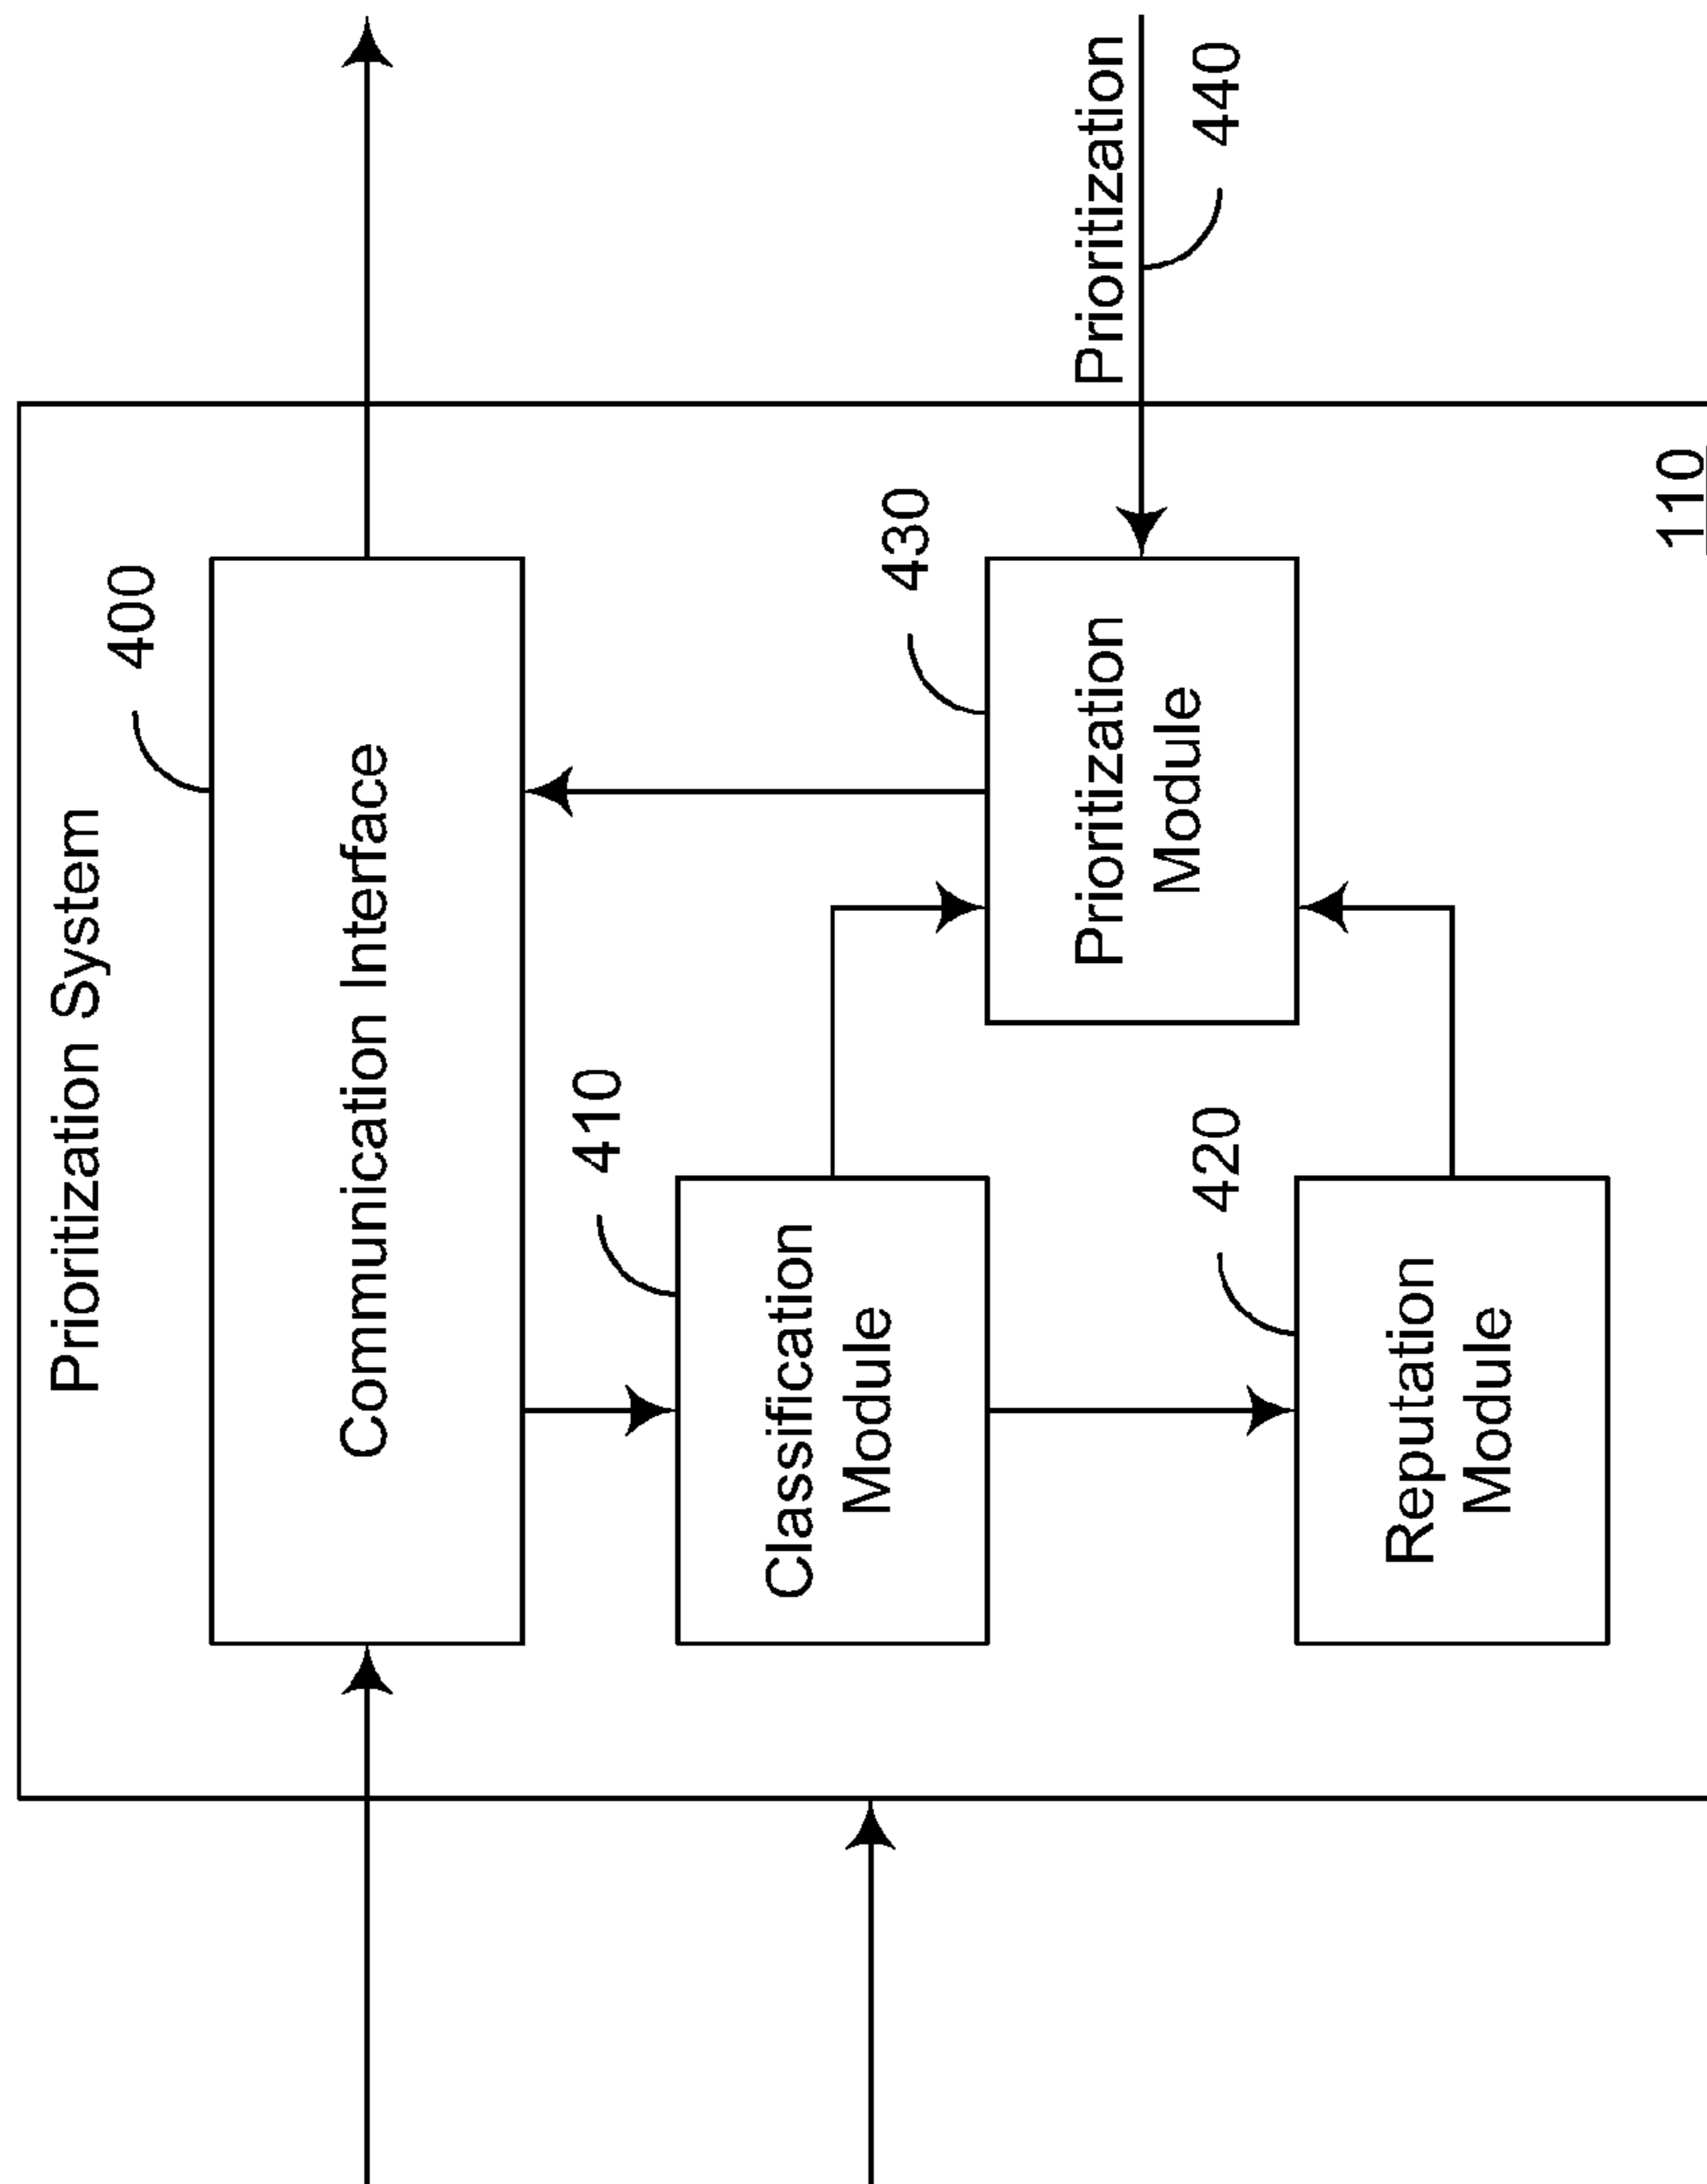 Prioritization System
400
Communication Interface
410
Classification
Module
430
Prioritization
Module
Prioritization
440
420
Reputation
Module
110